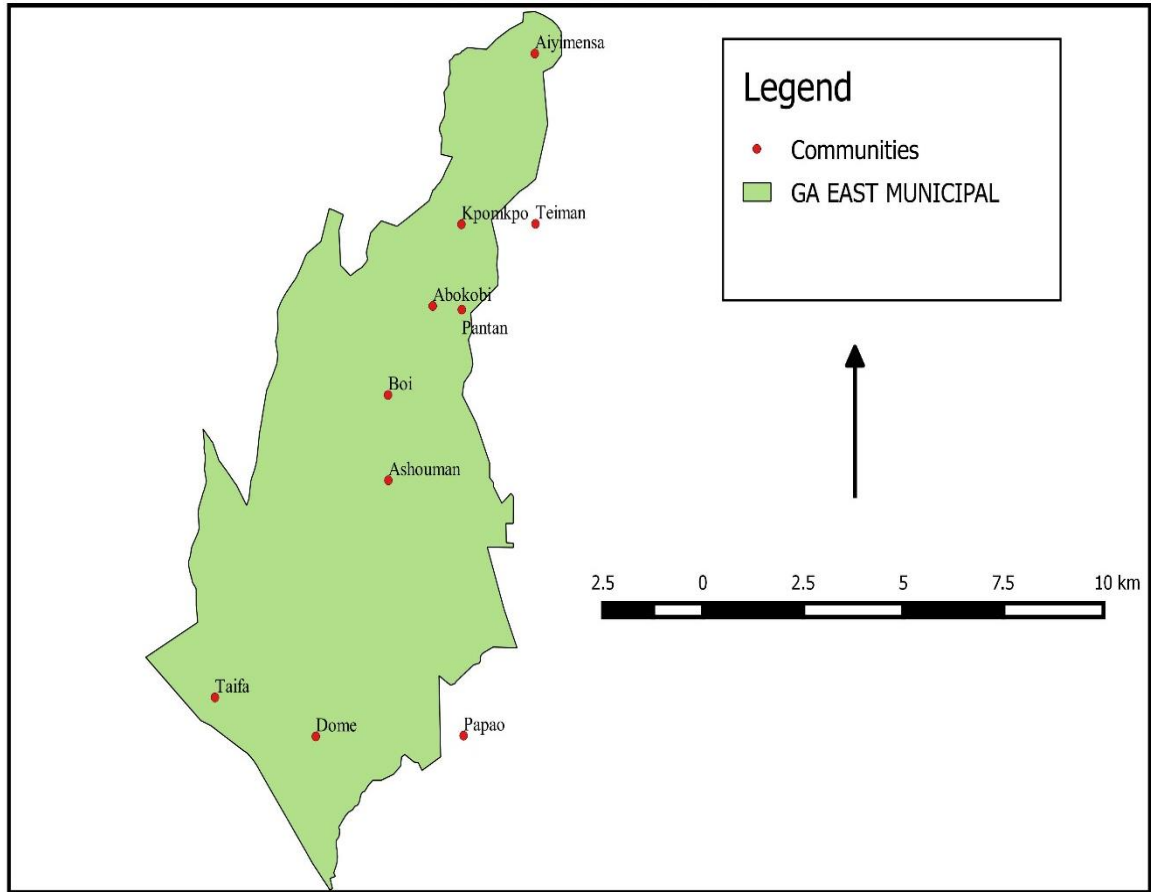 Aiyimensa
Legend
Communities
GA EAST MUNICIPAL
Kpomkpo
Teiman
Abokobi
Pantan
Boi
Ashouman
2.5 0 2.5 5 7.5 10 km
Taifa
Dome
Papao